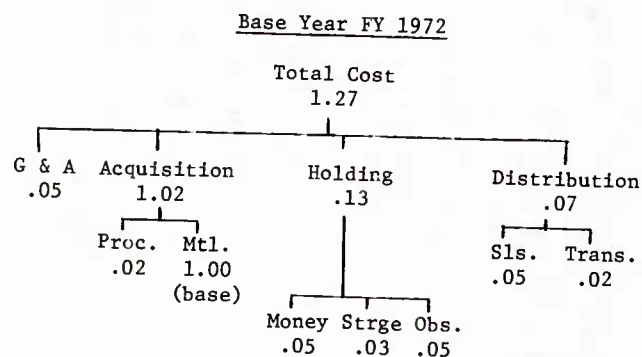 Base Year FY 1972
Total Cost
1.27
G & A Acquisition Holding Distribution
.05 1.02 .13 .07
Proc. Mtl. Sls. Trans.
.02 1.00 .05 .02
(base)
Money Strge Obs.
.05 .03 .05